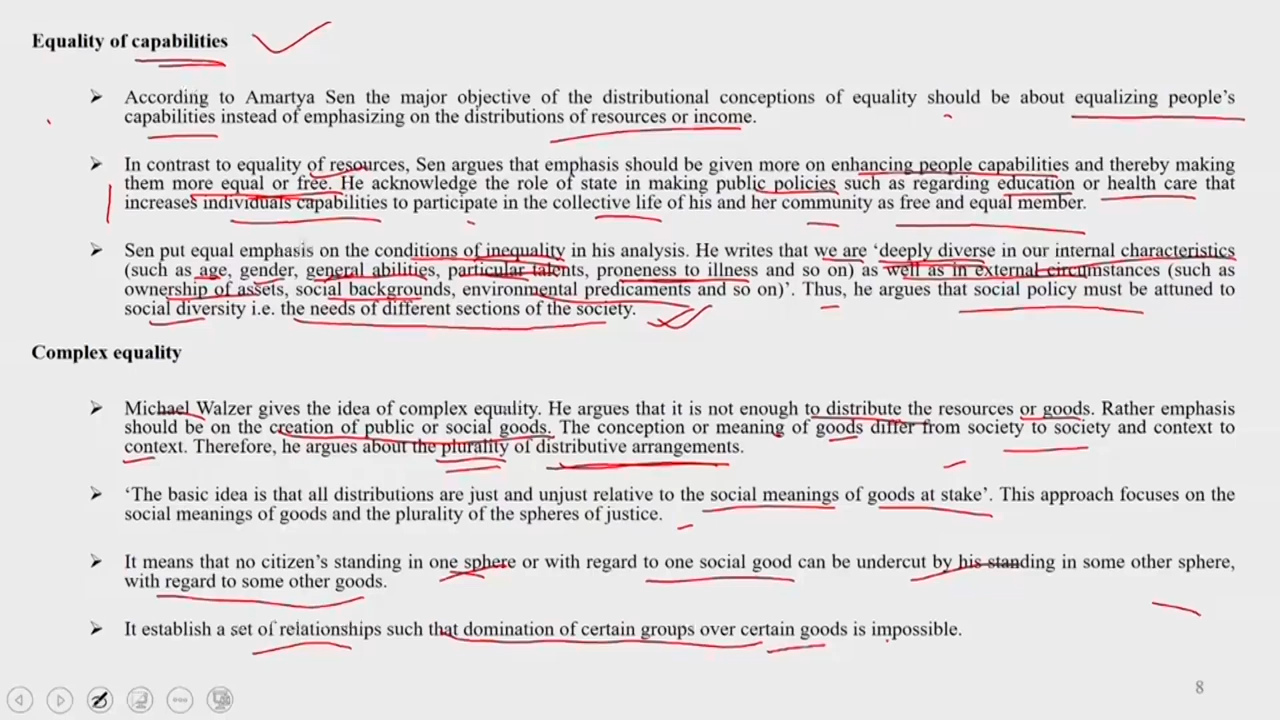 Equality of capabilities
➢ According to Amartya Sen the major objective of the distributional conceptions of equality should be about equalizing people's
capabilities instead of emphasizing on the distributions of resources or income.
➢ In contrast to equality of resources, Sen argues that emphasis should be given more on enhancing people capabilities and thereby making
them more equal or free. He acknowledge the role of state in making public policies such as regarding education or health care that
increases individuals capabilities to participate in the collective life of his and her community as free and equal member.
➢ Sen put equal emphasis on the conditions of inequality in his analysis. He writes that we are 'deeply diverse in our internal characteristics
(such as age, gender, general abilities, particular talents, proneness to illness and so on) as well as in external circumstances (such as
ownership of assets, social backgrounds, environmental predicaments and so on)'. Thus, he argues that social policy must be attuned to
social diversity i.e. the needs of different sections of the society.
Complex equality
➢ Michael Walzer gives the idea of complex equality. He argues that it is not enough to distribute the resources or goods. Rather emphasis
should be on the creation of public or social goods. The conception or meaning of goods differ from society to society and context to
context. Therefore, he argues about the plurality of distributive arrangements.
➢ 'The basic idea is that all distributions are just and unjust relative to the social meanings of goods at stake'. This approach focuses on the
social meanings of goods and the plurality of the spheres of justice.
➢ It means that no citizen's standing in one sphere or with regard to one social good can be undercut by his standing in some other sphere,
with regard to some other goods.
➢ It establish a set of relationships such that domination of certain groups over certain goods is impossible.
8